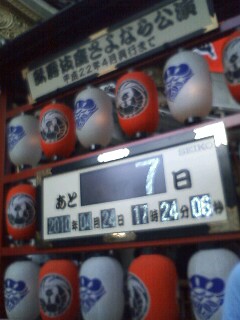 歌舞伎座さよなら公演
平成22年4月興行まで
あと 7 日
2010年04月24日 17時24分06秒